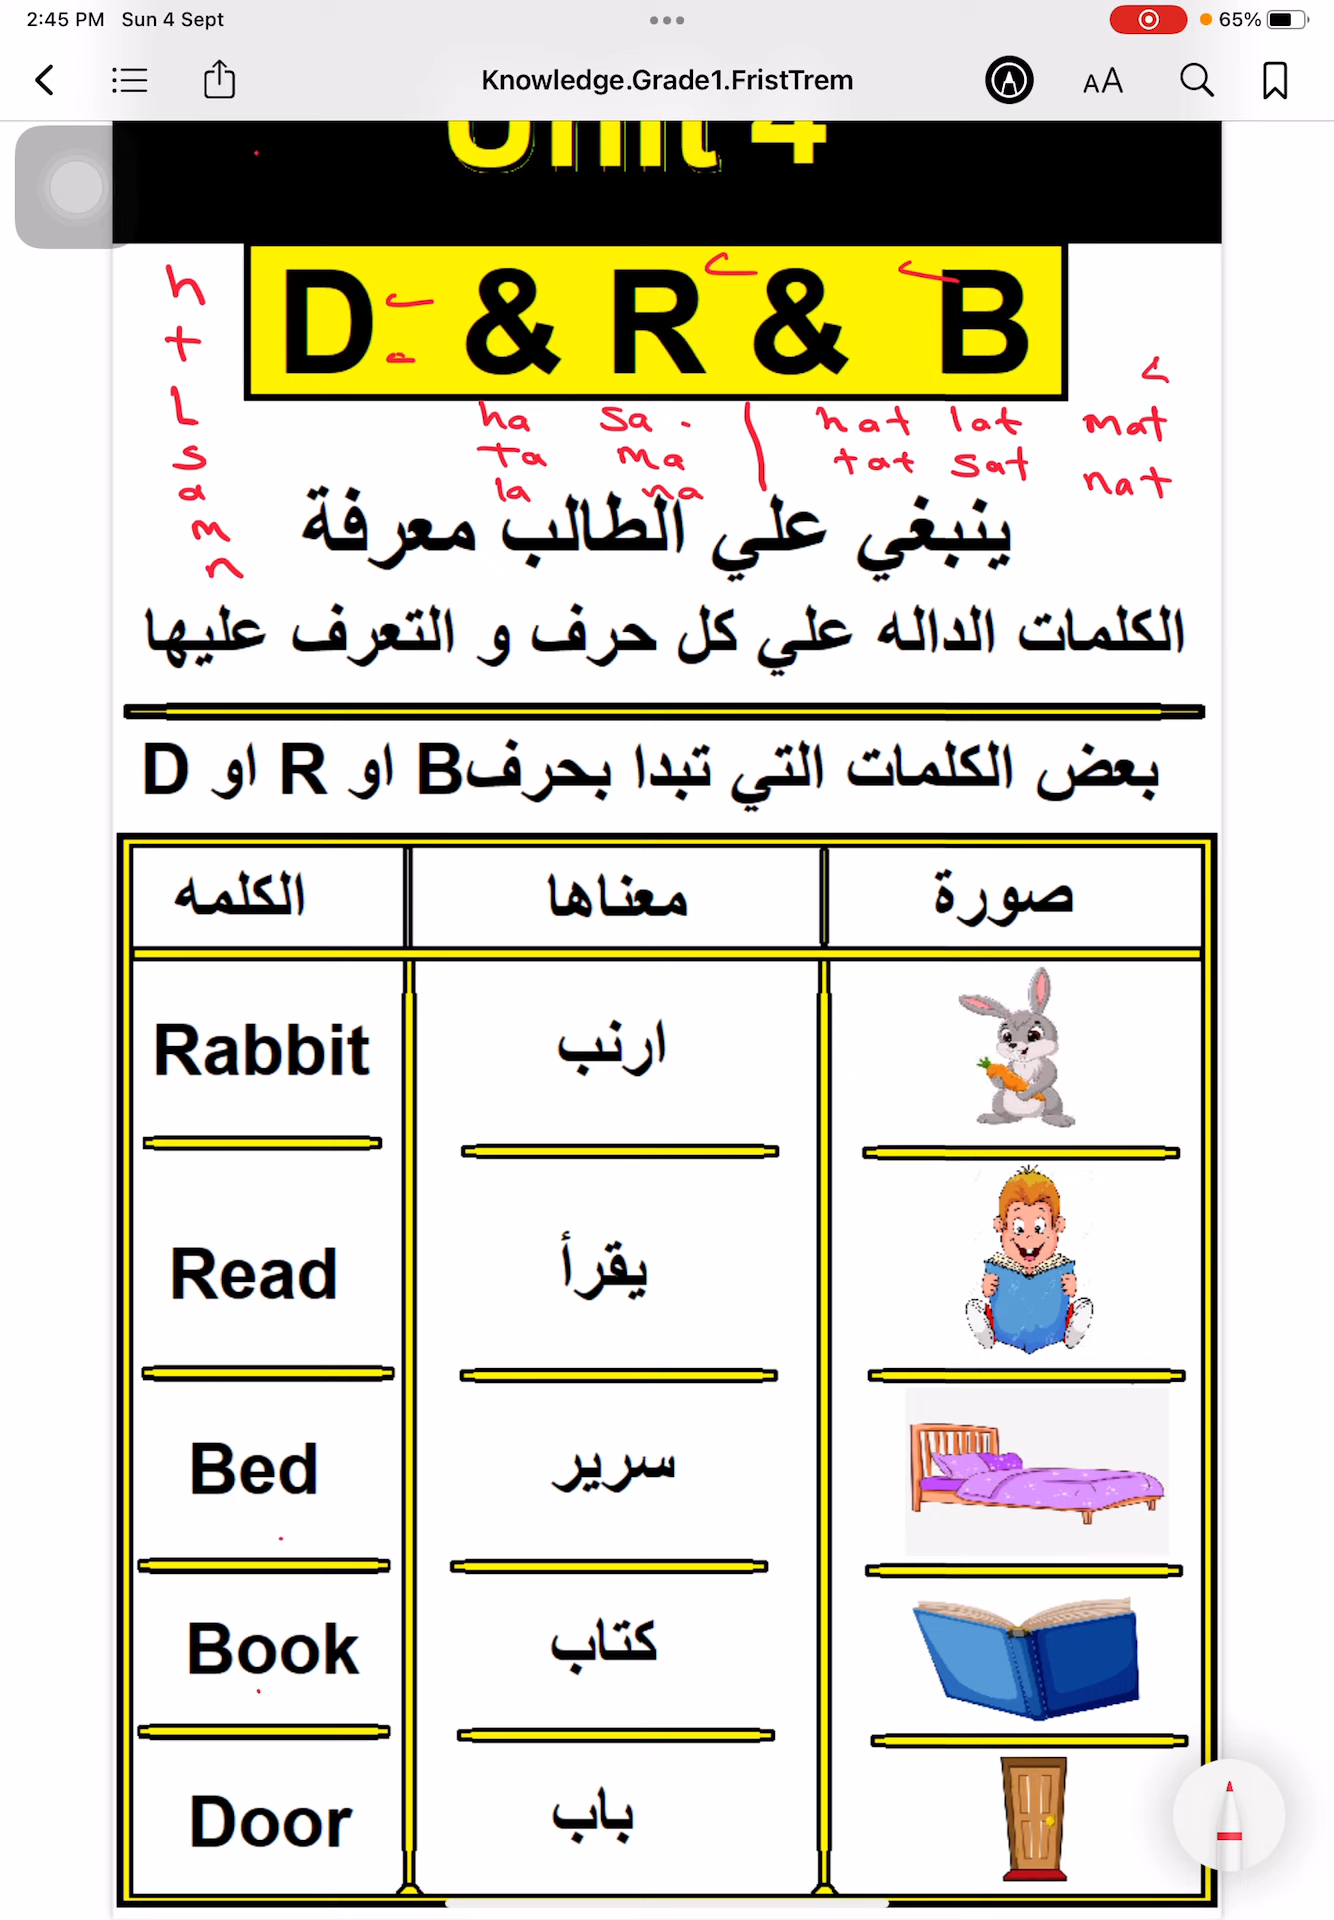 2:45 PM Sun 4 Sept
65%
Knowledge.Grade1.FristTrem
AA
Unit 4
D & R & B
h
t
l
s
a
m
n
ha sa hat lat mat
ta ma tat sat nat
la na
ينبغي علي الطالب معرفة
الكلمات الداله علي كل حرف و التعرف عليها
بعض الكلمات التي تبدا بحرف B او R او D
الكلمه معناها صورة
Rabbit ارنب
Read يقرأ
Bed سرير
Book كتاب
Door باب